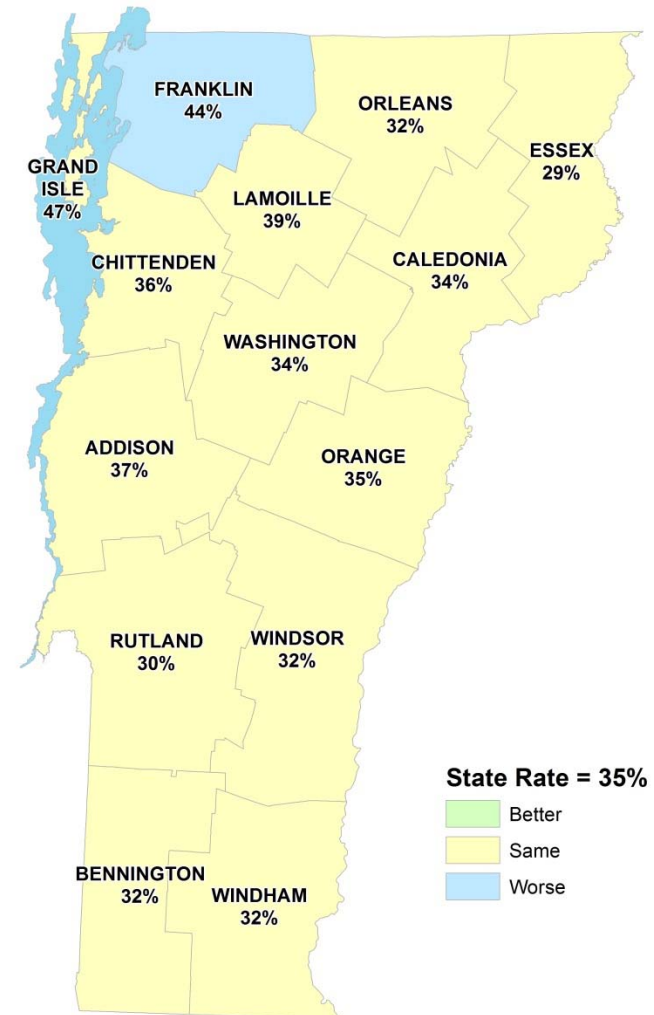 FRANKLIN
44%
ORLEANS
32%
ESSEX
29%
GRAND
ISLE
47%
LAMOILLE
39%
CHITTENDEN
36%
CALEDONIA
34%
WASHINGTON
34%
ADDISON
37%
ORANGE
35%
RUTLAND
30%
WINDSOR
32%
BENNINGTON
32%
WINDHAM
32%
State Rate = 35%
Better
Same
Worse